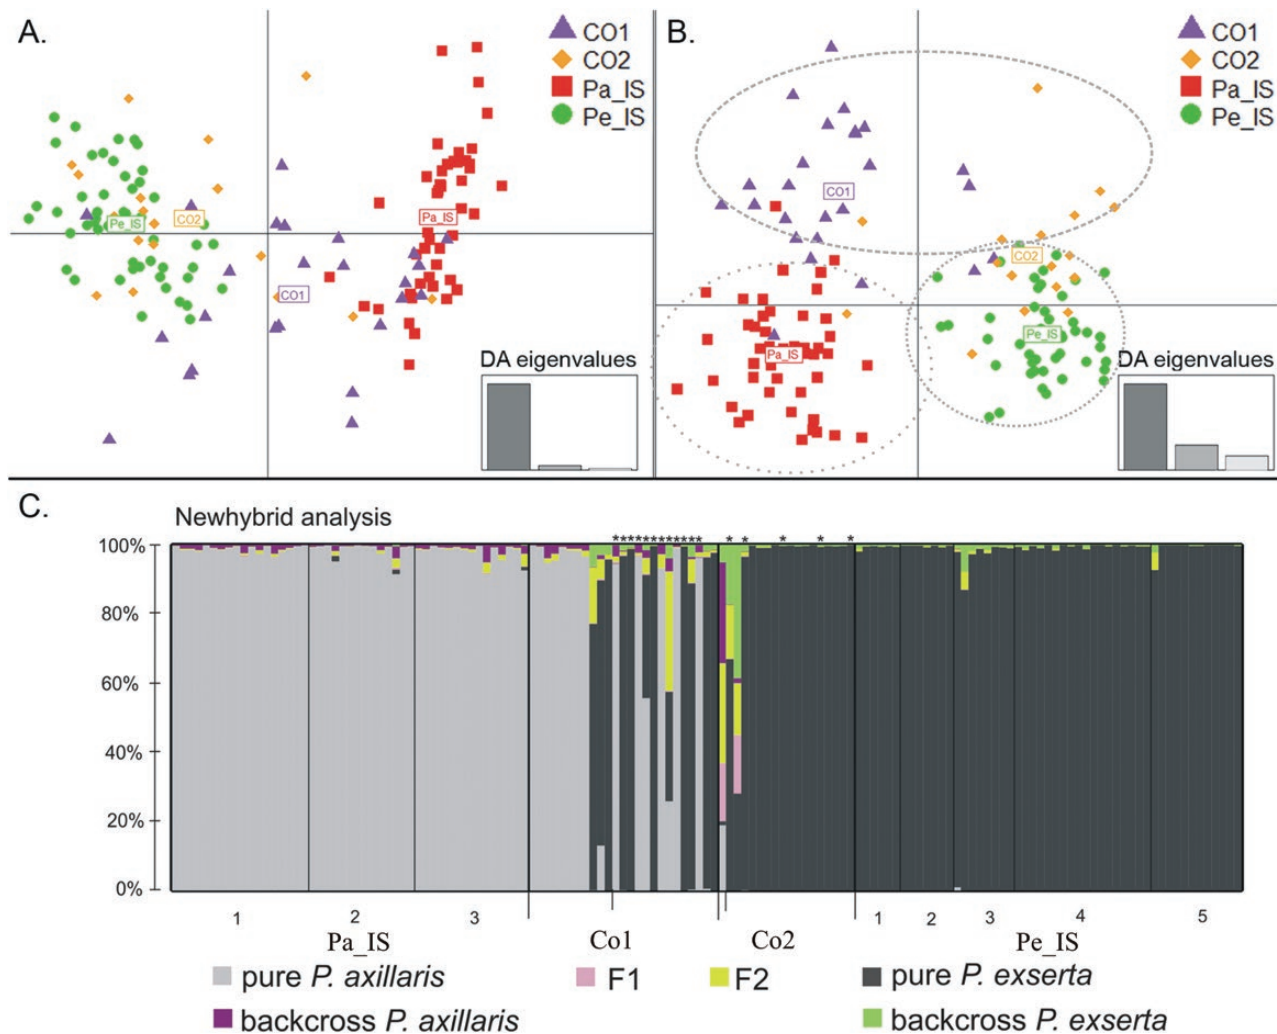 A.
CO1
CO2
Pa_IS
Pe_IS
Pe_IS
CO2
Pa_IS
CO1
DA eigenvalues
B.
CO1
CO2
Pa_IS
Pe_IS
CO1
CO2
Pe_IS
Pa_IS
DA eigenvalues
C.
Newhybrid analysis
************ * * * * *
100%
80%
60%
40%
20%
0%
1 2 3 1 2 3 4 5
Pa_IS Co1 Co2 Pe_IS
pure P. axillaris F1 F2 pure P. exserta
backcross P. axillaris backcross P. exserta